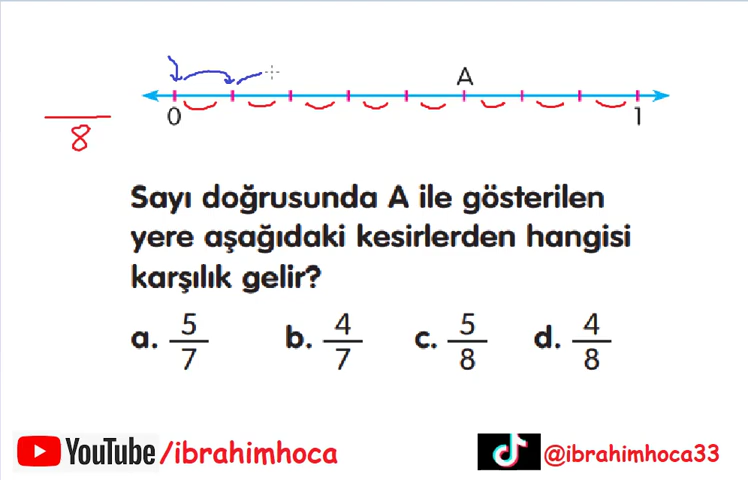 A
0 1
8
Sayı doğrusunda A ile gösterilen
yere aşağıdaki kesirlerden hangisi
karşılık gelir?
a. 5/7 b. 4/7 c. 5/8 d. 4/8
YouTube /ibrahimhoca @ibrahimhoca33